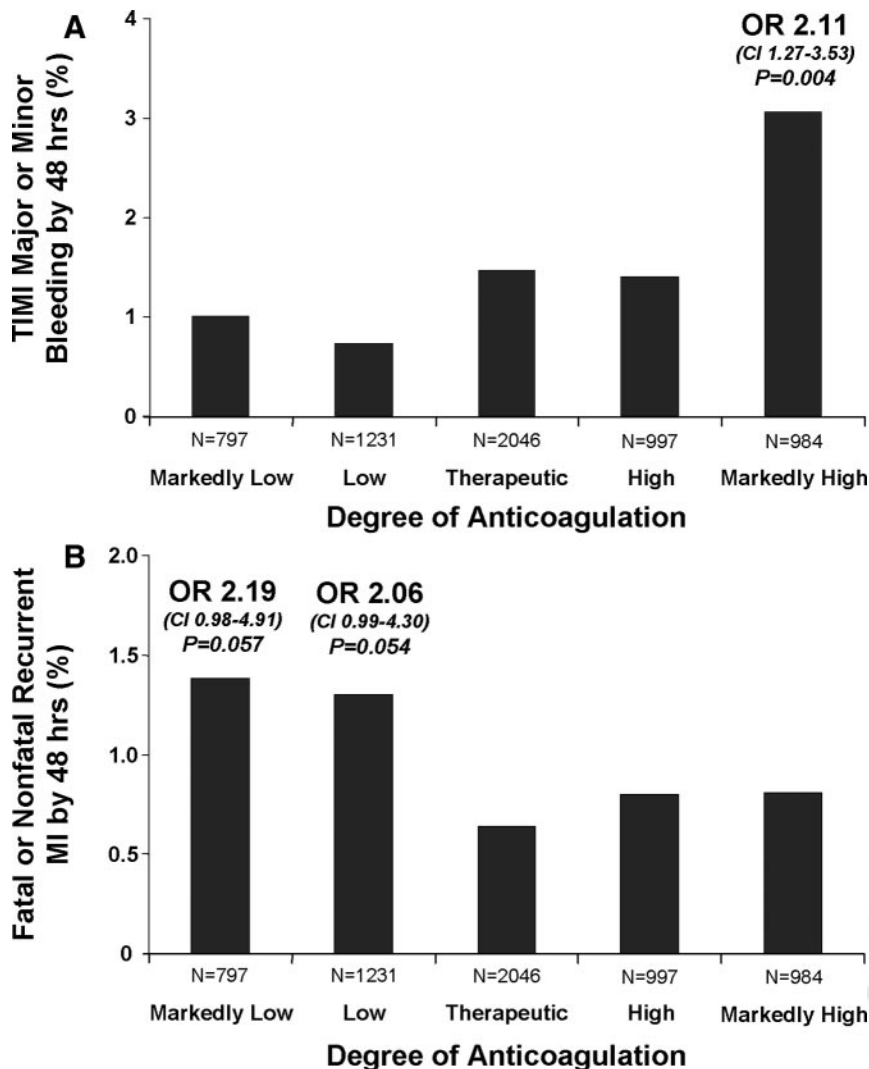 A
TIMI Major or Minor
Bleeding by 48 hrs (%)
4
3
2
1
0
OR 2.11
(CI 1.27-3.53)
P=0.004
N=797 N=1231 N=2046 N=997 N=984
Markedly Low Low Therapeutic High Markedly High
Degree of Anticoagulation
B
Fatal or Nonfatal Recurrent
MI by 48 hrs (%)
2.0
1.5
1.0
0.5
0
OR 2.19
(CI 0.98-4.91)
P=0.057
OR 2.06
(CI 0.99-4.30)
P=0.054
N=797 N=1231 N=2046 N=997 N=984
Markedly Low Low Therapeutic High Markedly High
Degree of Anticoagulation